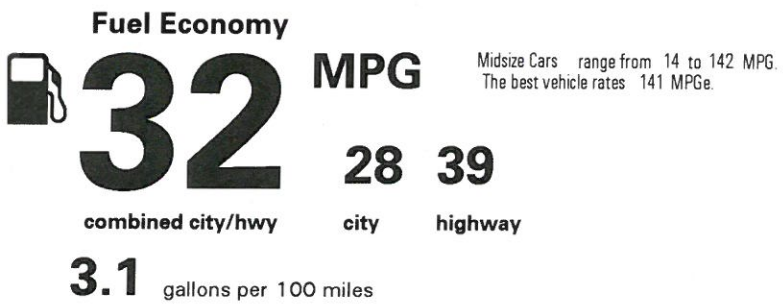 Fuel Economy
32 MPG
Midsize Cars range from 14 to 142 MPG.
The best vehicle rates 141 MPGe.
28 39
combined city/hwy city highway
3.1 gallons per 100 miles